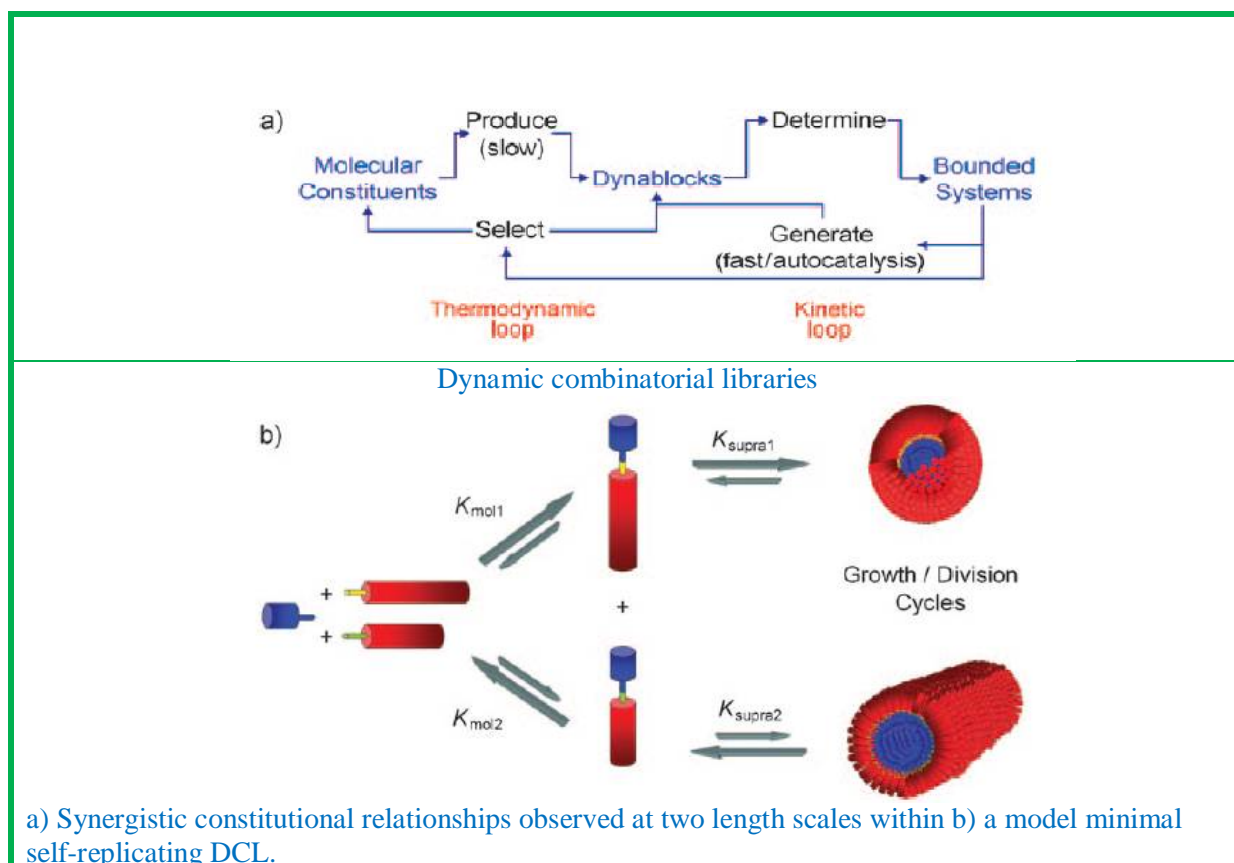 a)
Produce
(slow)
Determine
Molecular
Constituents
Dynablocks
Bounded
Systems
Select
Generate
(fast/autocatalysis)
Thermodynamic
loop
Kinetic
loop
Dynamic combinatorial libraries
b)
Kmol1
Ksupra1
+
+
+
Growth / Division
Cycles
Kmol2
Ksupra2
a) Synergistic constitutional relationships observed at two length scales within b) a model minimal
self-replicating DCL.